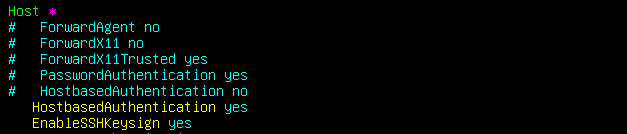 Host *
#   ForwardAgent no
#   ForwardX11 no
#   ForwardX11Trusted yes
#   PasswordAuthentication yes
#   HostbasedAuthentication no
   HostbasedAuthentication yes
   EnableSSHKeysign yes